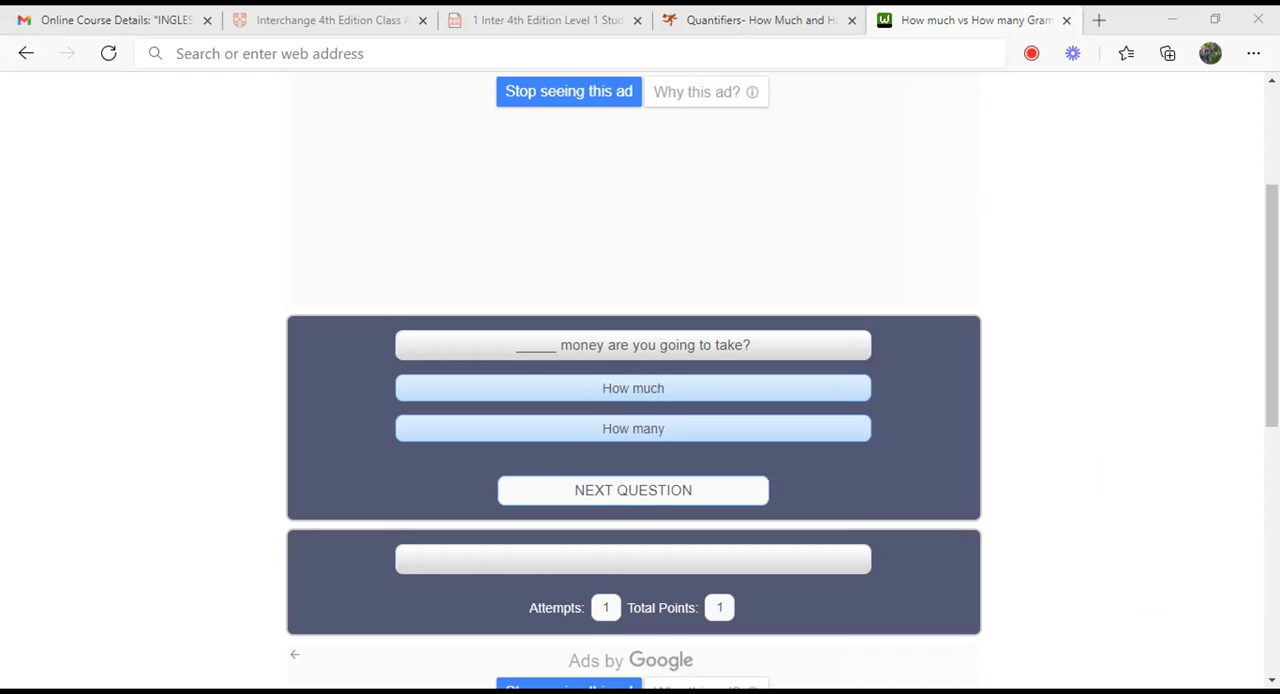 Online Course Details: "INGLES
Interchange 4th Edition Class A
1 Inter 4th Edition Level 1 Stud
Quantifiers- How Much and H
How much vs How many Gram
Search or enter web address
Stop seeing this ad
Why this ad?
_____ money are you going to take?
How much
How many
NEXT QUESTION
Attempts: 1 Total Points: 1
Ads by Google